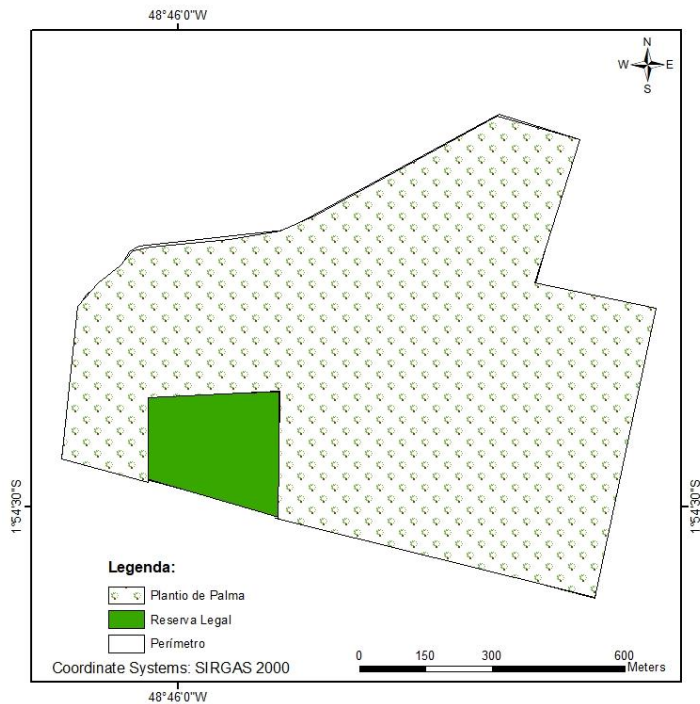 48°46'0"W
N
W E
S
1°54'30"S
1°54'30"S
Legenda:
Plantio de Palma
Reserva Legal
Perímetro
Coordinate Systems: SIRGAS 2000
0 150 300 600
Meters
48°46'0"W